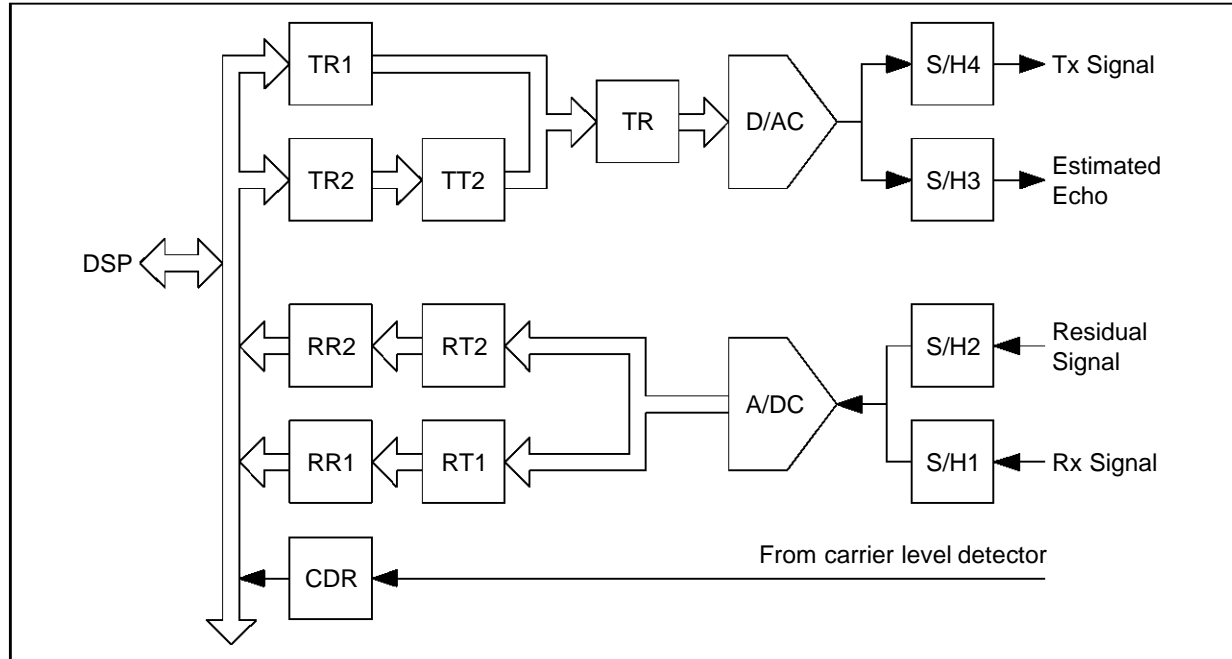 TR1
S/H4
Tx Signal
TR
D/AC
TR2
TT2
S/H3
Estimated
Echo
DSP
RR2
RT2
S/H2
Residual
Signal
A/DC
RR1
RT1
S/H1
Rx Signal
From carrier level detector
CDR